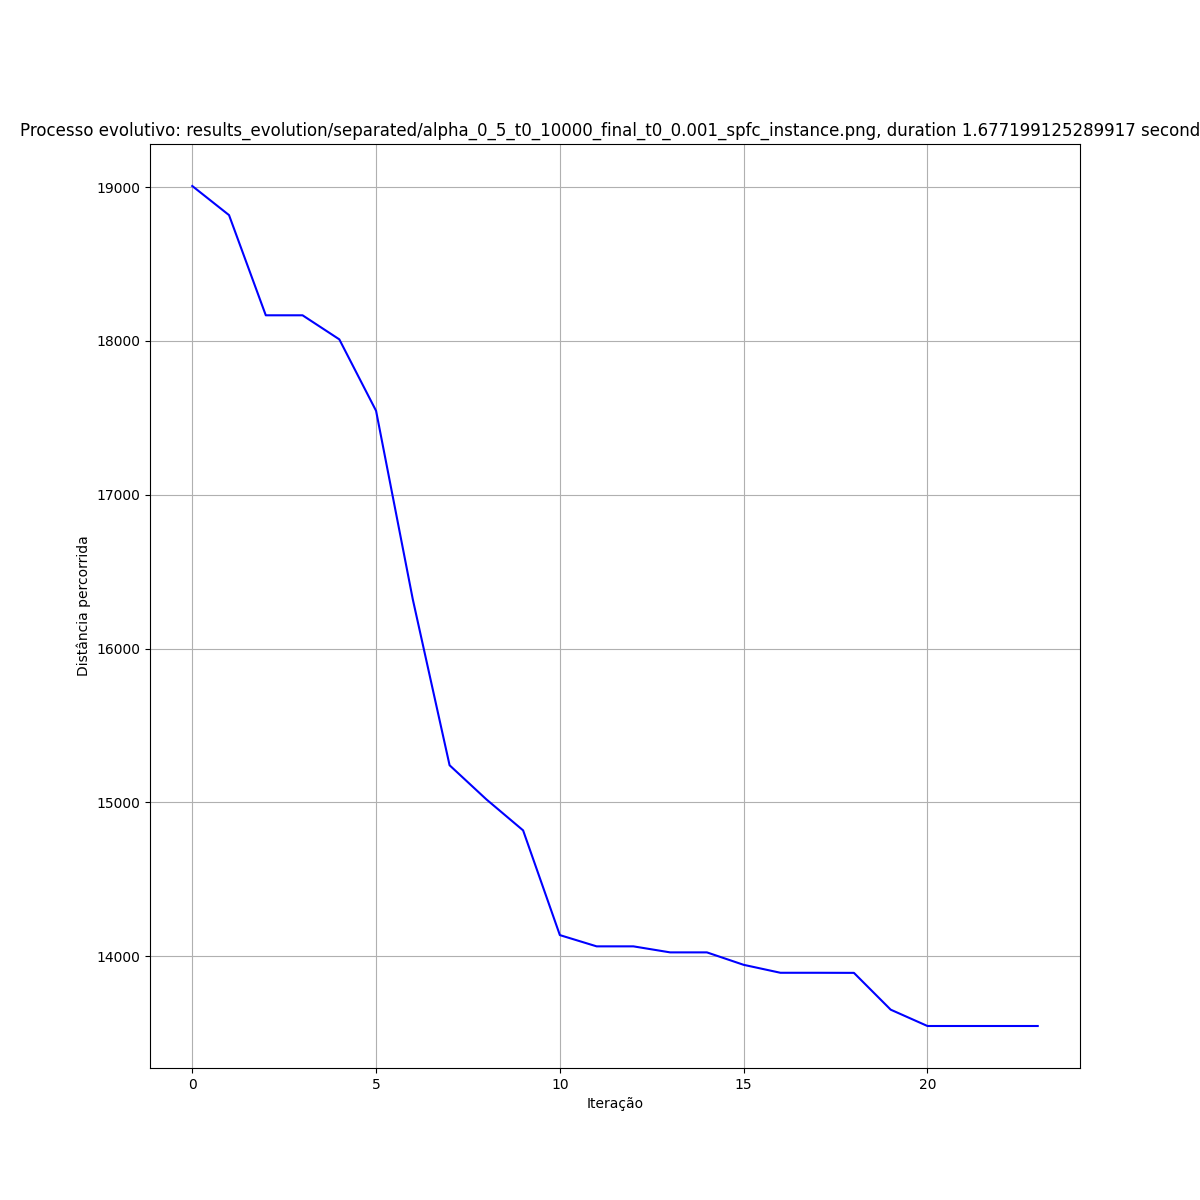 Processo evolutivo: results_evolution/separated/alpha_0_5_t0_10000_final_t0_0.001_spfc_instance.png, duration 1.677199125289917 second
19000
18000
17000
16000
15000
14000
Distância percorrida
0 5 10 15 20
Iteração